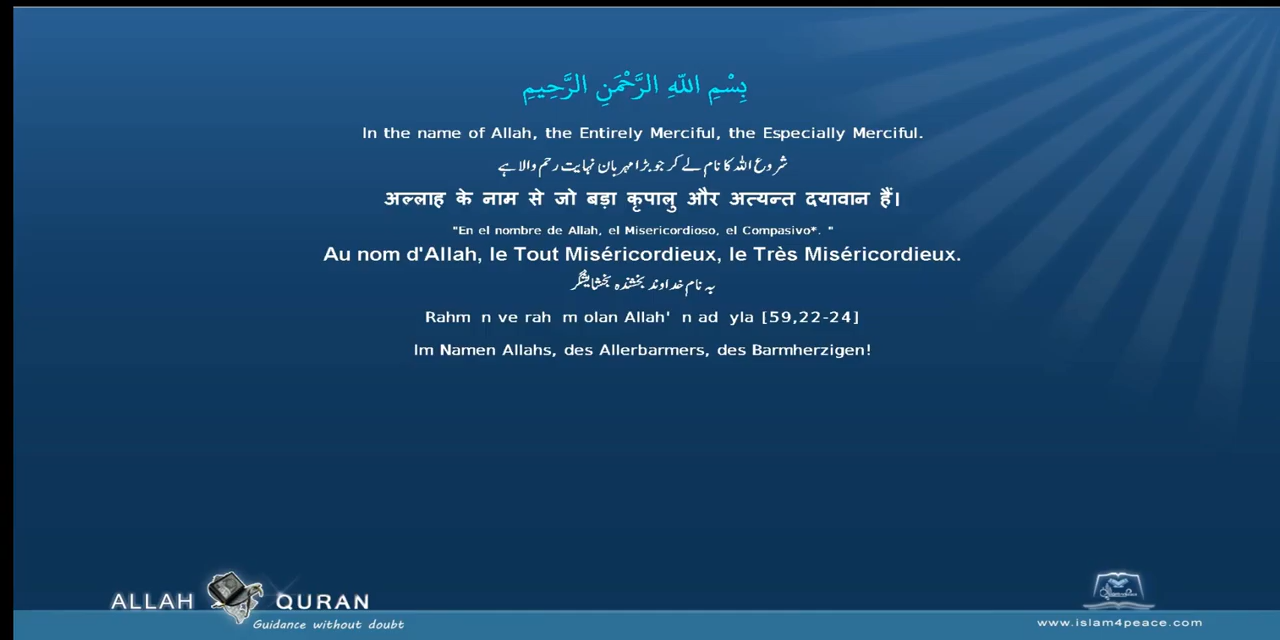 بِسْمِ اللَّهِ الرَّحْمَنِ الرَّحِيمِ
In the name of Allah, the Entirely Merciful, the Especially Merciful.
شروع الله کا نام لے کر جو بڑا مہربان نہایت رحم والا ہے
अल्लाह के नाम से जो बड़ा कृपालु और अत्यन्त दयावान हैं।
"En el nombre de Allah, el Misericordioso, el Compasivo*. "
Au nom d'Allah, le Tout Miséricordieux, le Très Miséricordieux.
به نام خداوند بخشنده بخشایشگر
Rahm n ve rah m olan Allah' n ad yla [59,22-24]
Im Namen Allahs, des Allerbarmers, des Barmherzigen!
ALLAH QURAN
Guidance without doubt
www.islam4peace.com